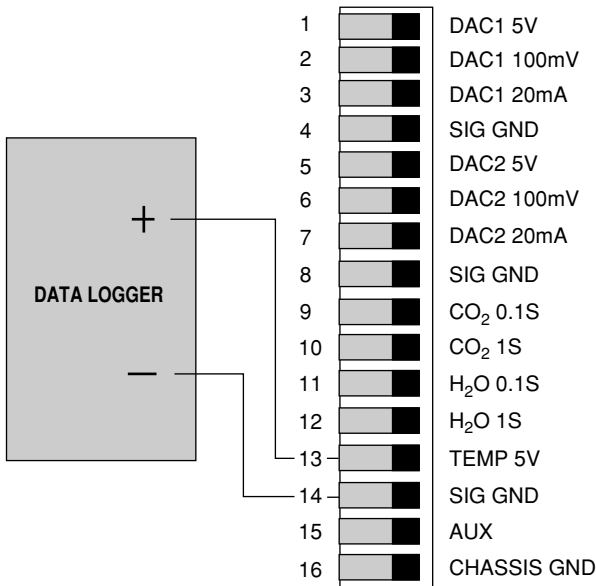 1 DAC1 5V
2 DAC1 100mV
3 DAC1 20mA
4 SIG GND
5 DAC2 5V
6 DAC2 100mV
+
7 DAC2 20mA
8 SIG GND
DATA LOGGER
9 CO₂ 0.1S
10 CO₂ 1S
–
11 H₂O 0.1S
12 H₂O 1S
13 TEMP 5V
14 SIG GND
15 AUX
16 CHASSIS GND